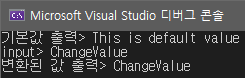 Microsoft Visual Studio 디버그 콘솔
기본값 출력> This is default value
input> ChangeValue
변환된 값 출력> ChangeValue